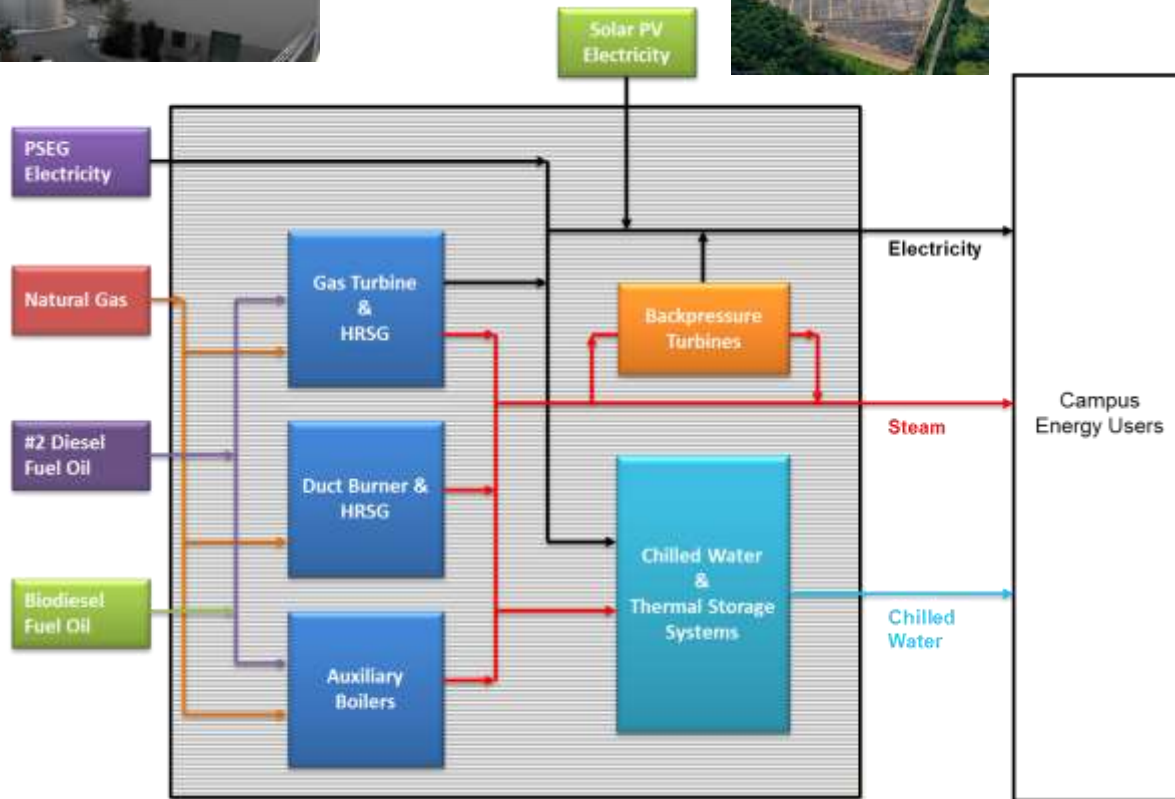 Solar PV
Electricity
PSEG
Electricity
Electricity
Gas Turbine
&
HRSG
Natural Gas
Backpressure
Turbines
Campus
Energy Users
Steam
#2 Diesel
Fuel Oil
Duct Burner &
HRSG
Chilled Water
&
Thermal Storage
Systems
Biodiesel
Fuel Oil
Chilled
Water
Auxiliary
Boilers